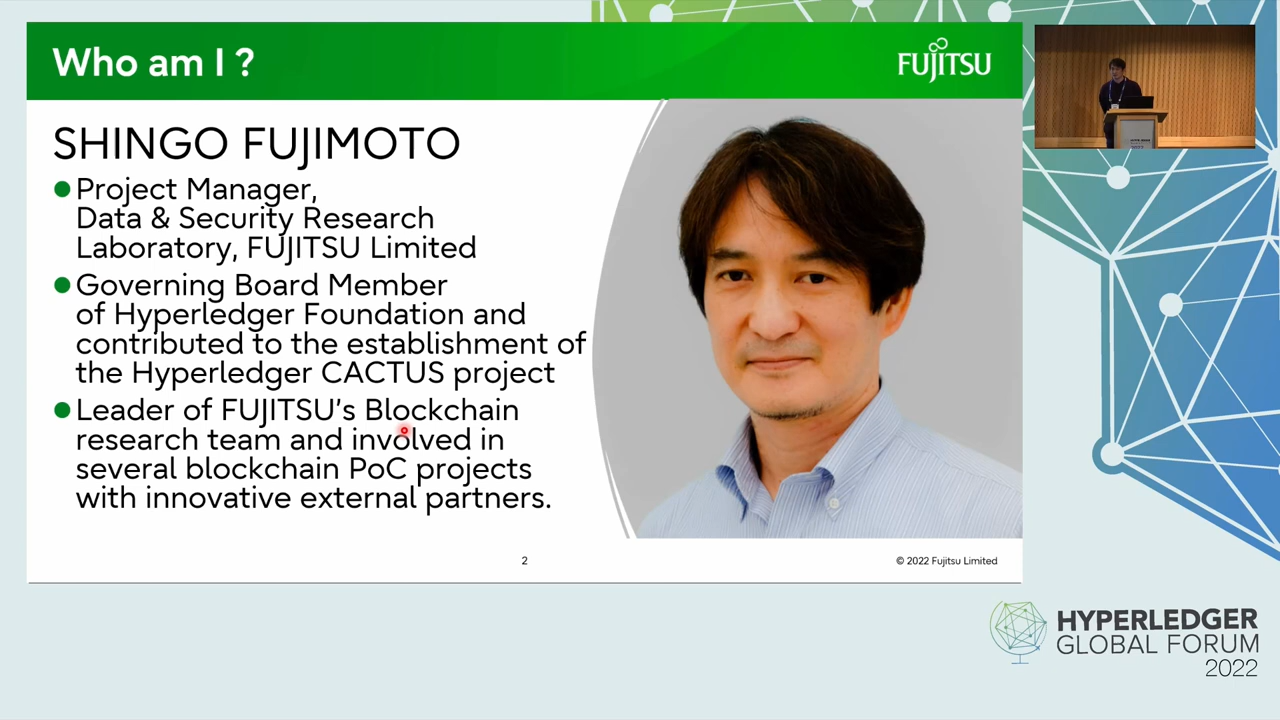 Who am I ?
FUJITSU
SHINGO FUJIMOTO
Project Manager,
Data & Security Research
Laboratory, FUJITSU Limited
Governing Board Member
of Hyperledger Foundation and
contributed to the establishment of
the Hyperledger CACTUS project
Leader of FUJITSU's Blockchain
research team and involved in
several blockchain PoC projects
with innovative external partners.
2
© 2022 Fujitsu Limited
HYPERLEDGER
GLOBAL FORUM
2022